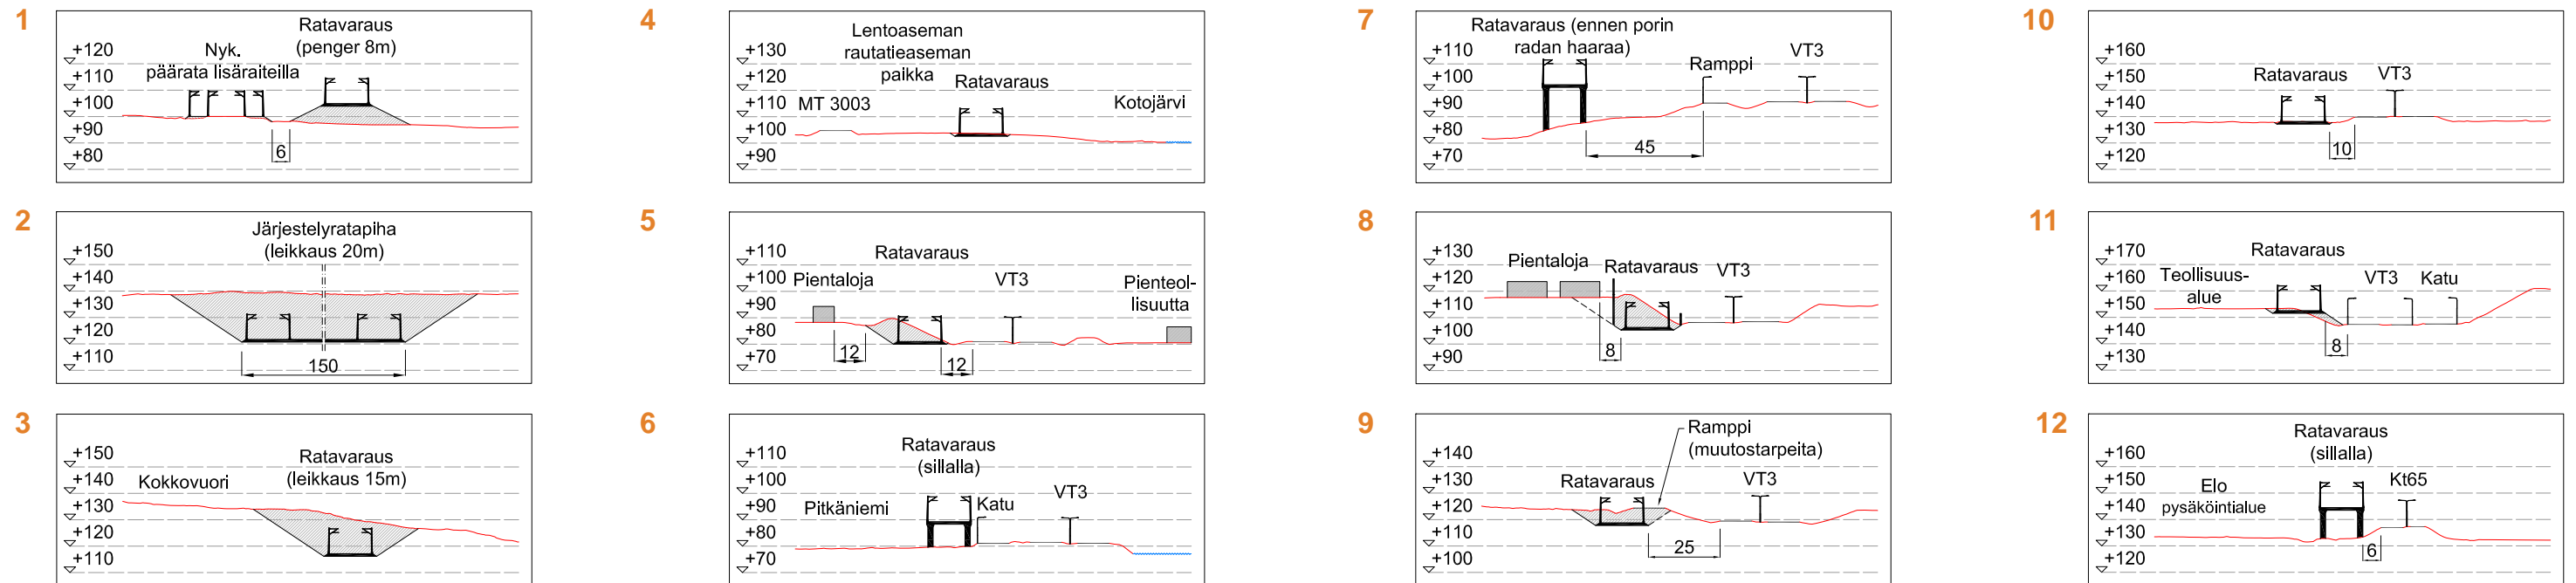 1
Ratavaraus
(penger 8m)
Nyk.
päärata lisäraiteilla
+120
+110
+100
+90
+80
6
2
Järjestelyratapiha
(leikkaus 20m)
+150
+140
+130
+120
+110
150
3
Ratavaraus
(leikkaus 15m)
Kokkovuori
+150
+140
+130
+120
+110
4
Lentoaseman
rautatieaseman
paikka
Ratavaraus
MT 3003
Kotojärvi
+130
+120
+110
+100
+90
5
Ratavaraus
Pientaloja
VT3
Pienteol-
lisuutta
+110
+100
+90
+80
+70
12
12
6
Ratavaraus
(sillalla)
Pitkäniemi
Katu
VT3
+110
+100
+90
+80
+70
7
Ratavaraus (ennen porin
radan haaraa)
Ramppi
VT3
+110
+100
+90
+80
+70
45
8
Pientaloja
Ratavaraus
VT3
+130
+120
+110
+100
+90
8
9
Ramppi
(muutostarpeita)
Ratavaraus
VT3
+140
+130
+120
+110
+100
25
10
Ratavaraus
VT3
+160
+150
+140
+130
+120
10
11
Ratavaraus
Teollisuus-
alue
VT3
Katu
+170
+160
+150
+140
+130
8
12
Ratavaraus
(sillalla)
Elo
pysäköintialue
Kt65
+160
+150
+140
+130
+120
6